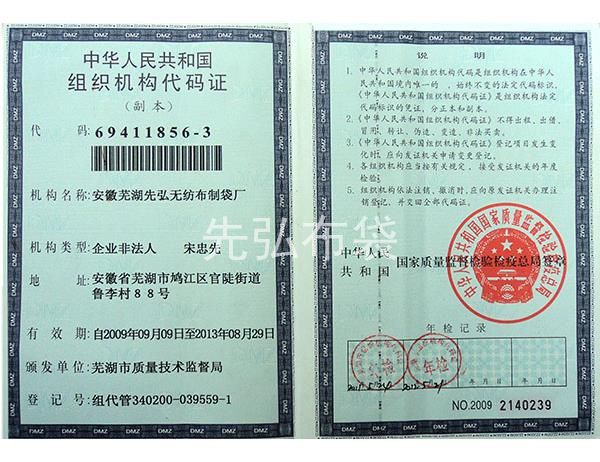 中华人民共和国
组织机构代码证
(副本)
代 码: 69411856-3
机构名称: 安徽芜湖先弘无纺布制袋厂
机构类型: 企业非法人 宋忠先
地 址: 安徽省芜湖市鸠江区官陡街道
鲁李村88号
有 效 期: 自2009年09月09日至2013年08月29日
颁发单位: 芜湖市质量技术监督局
登 记 号: 组代管340200-039559-1
说 明
1. 中华人民共和国组织机构代码是组织机构在中华人
民共和国境内唯一的、始终不变的法定代码标识,
《中华人民共和国组织机构代码证》是组织机构法定
代码标识的凭证,分正本和副本。
2. 《中华人民共和国组织机构代码证》不得出租、出借、
冒用、转让、伪造、变造、非法买卖。
3. 《中华人民共和国组织机构代码证》登记项目发生变
化时,应向发证机关申请变更登记。
4. 各组织机构应当按有关规定,接受发证机关的年度
检验。
5. 组织机构依法注销、撤消时,应向原发证机关办理注
销登记,并交回全部代码证。
中华人民
共和国
国家质量监督检验检疫总局签章
中华人民共和国国家质量监督检验检疫总局
年检记录
年检
年检
年 月 日
年 月 日
NO.2009 2140239
先弘布袋